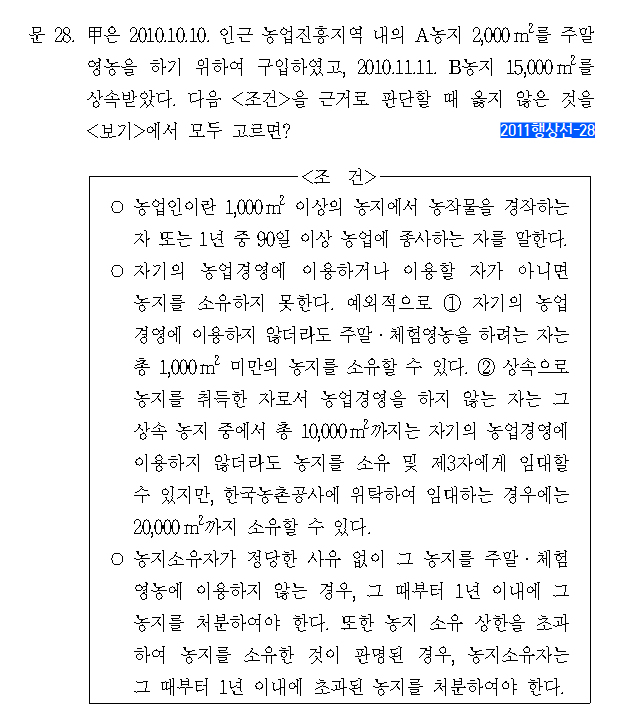 문 28. 甲은 2010.10.10. 인근 농업진흥지역 내의 A농지 2,000㎡를 주말
영농을 하기 위하여 구입하였고, 2010.11.11. B농지 15,000㎡를
상속받았다. 다음 <조건>을 근거로 판단할 때 옳지 않은 것을
<보기>에서 모두 고르면?
2011행상선-28
<조 건>
○ 농업인이란 1,000㎡ 이상의 농지에서 농작물을 경작하는
자 또는 1년 중 90일 이상 농업에 종사하는 자를 말한다.
○ 자기의 농업경영에 이용하거나 이용할 자가 아니면
농지를 소유하지 못한다. 예외적으로 ① 자기의 농업
경영에 이용하지 않더라도 주말·체험영농을 하려는 자는
총 1,000㎡ 미만의 농지를 소유할 수 있다. ② 상속으로
농지를 취득한 자로서 농업경영을 하지 않는 자는 그
상속 농지 중에서 총 10,000㎡까지는 자기의 농업경영에
이용하지 않더라도 농지를 소유 및 제3자에게 임대할
수 있지만, 한국농촌공사에 위탁하여 임대하는 경우에는
20,000㎡까지 소유할 수 있다.
○ 농지소유자가 정당한 사유 없이 그 농지를 주말·체험
영농에 이용하지 않는 경우, 그 때부터 1년 이내에 그
농지를 처분하여야 한다. 또한 농지 소유 상한을 초과
하여 농지를 소유한 것이 판명된 경우, 농지소유자는
그 때부터 1년 이내에 초과된 농지를 처분하여야 한다.